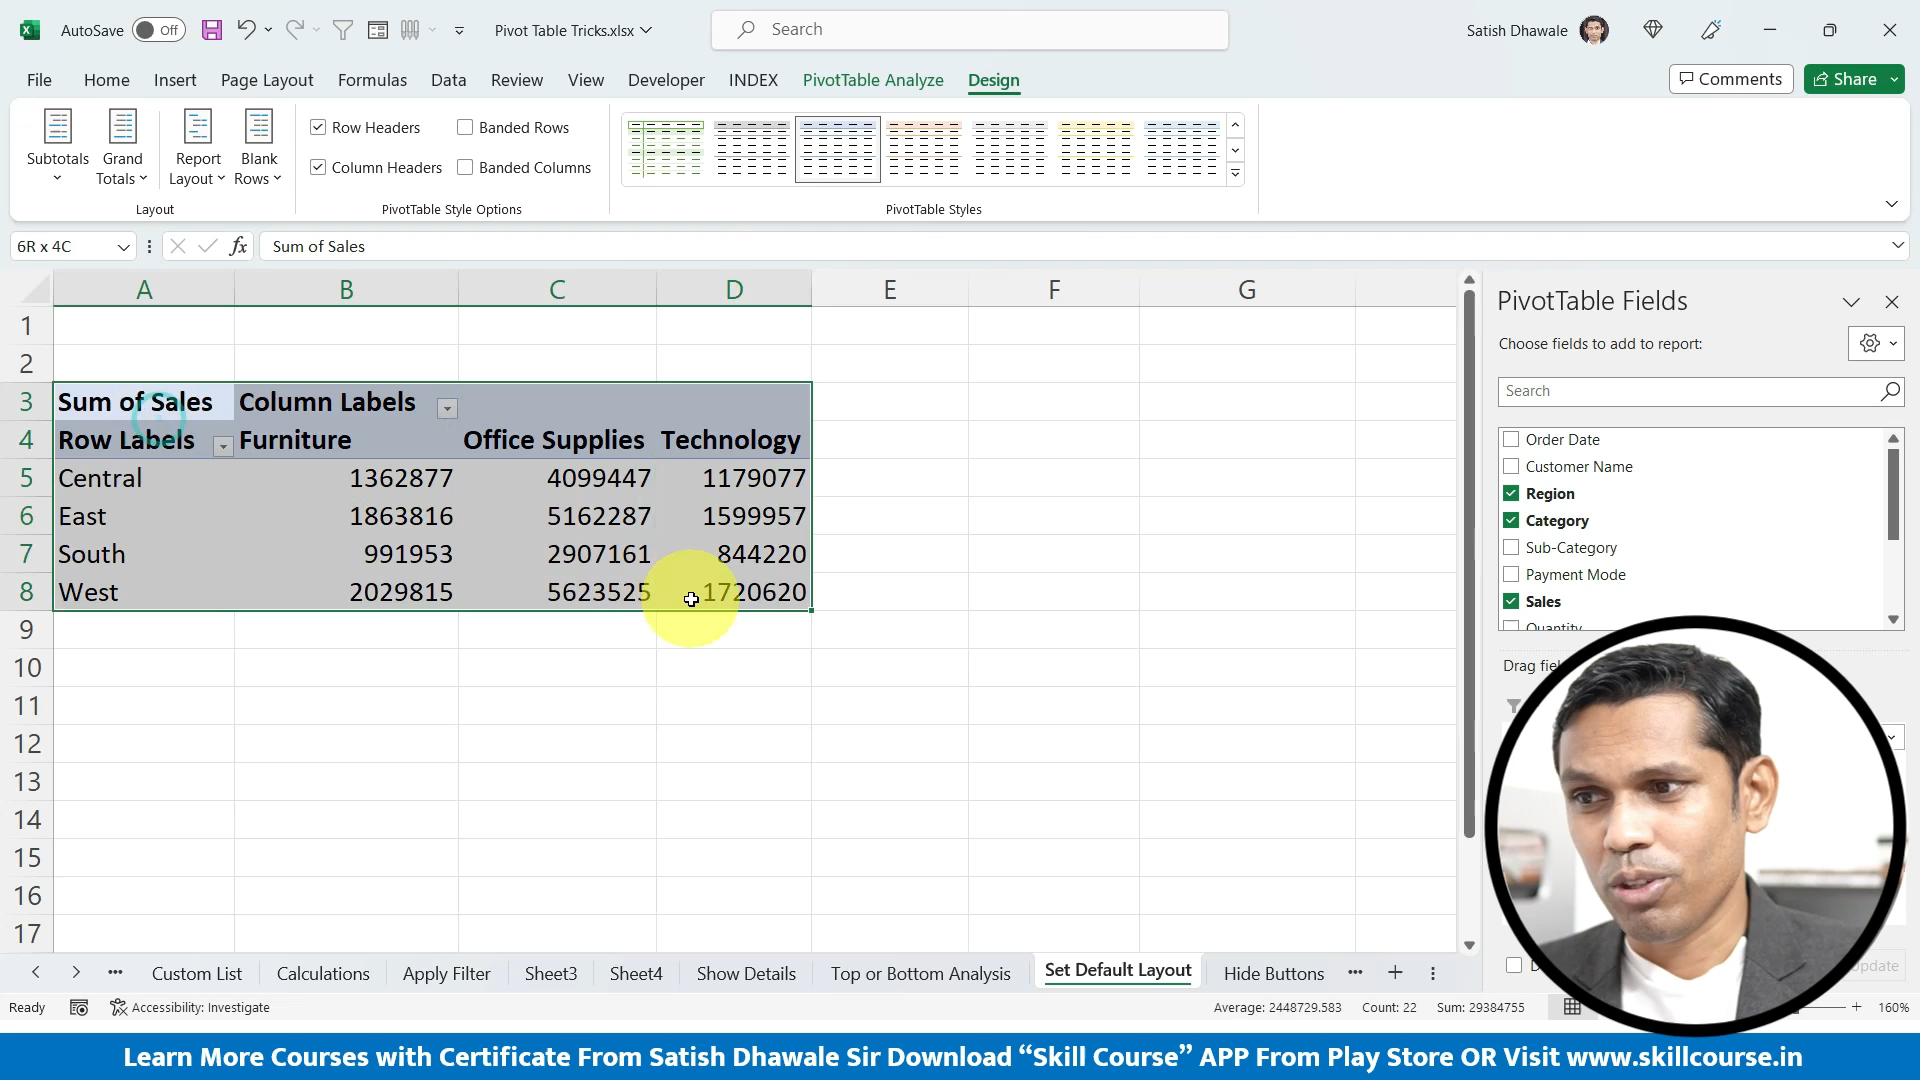 AutoSave Off Pivot Table Tricks.xlsx Search Satish Dhawale
File Home Insert Page Layout Formulas Data Review View Developer INDEX PivotTable Analyze Design Comments Share
Subtotals Grand Totals Report Layout Blank Rows
Row Headers Banded Rows
Column Headers Banded Columns
Layout PivotTable Style Options PivotTable Styles
6R x 4C fx Sum of Sales
A B C D E F G
PivotTable Fields
Choose fields to add to report:
Search
1
2
3 Sum of Sales Column Labels
4 Row Labels Furniture Office Supplies Technology
5 Central 1362877 4099447 1179077
6 East 1863816 5162287 1599957
7 South 991953 2907161 844220
8 West 2029815 5623525 1720620
9
10
11
12
13
14
15
16
17
Order Date
Customer Name
Region
Category
Sub-Category
Payment Mode
Sales
Quantity
Custom List Calculations Apply Filter Sheet3 Sheet4 Show Details Top or Bottom Analysis Set Default Layout Hide Buttons
Ready Accessibility: Investigate Average: 2448729.583 Count: 22 Sum: 29384755 160%
Learn More Courses with Certificate From Satish Dhawale Sir Download “Skill Course” APP From Play Store OR Visit www.skillcourse.in